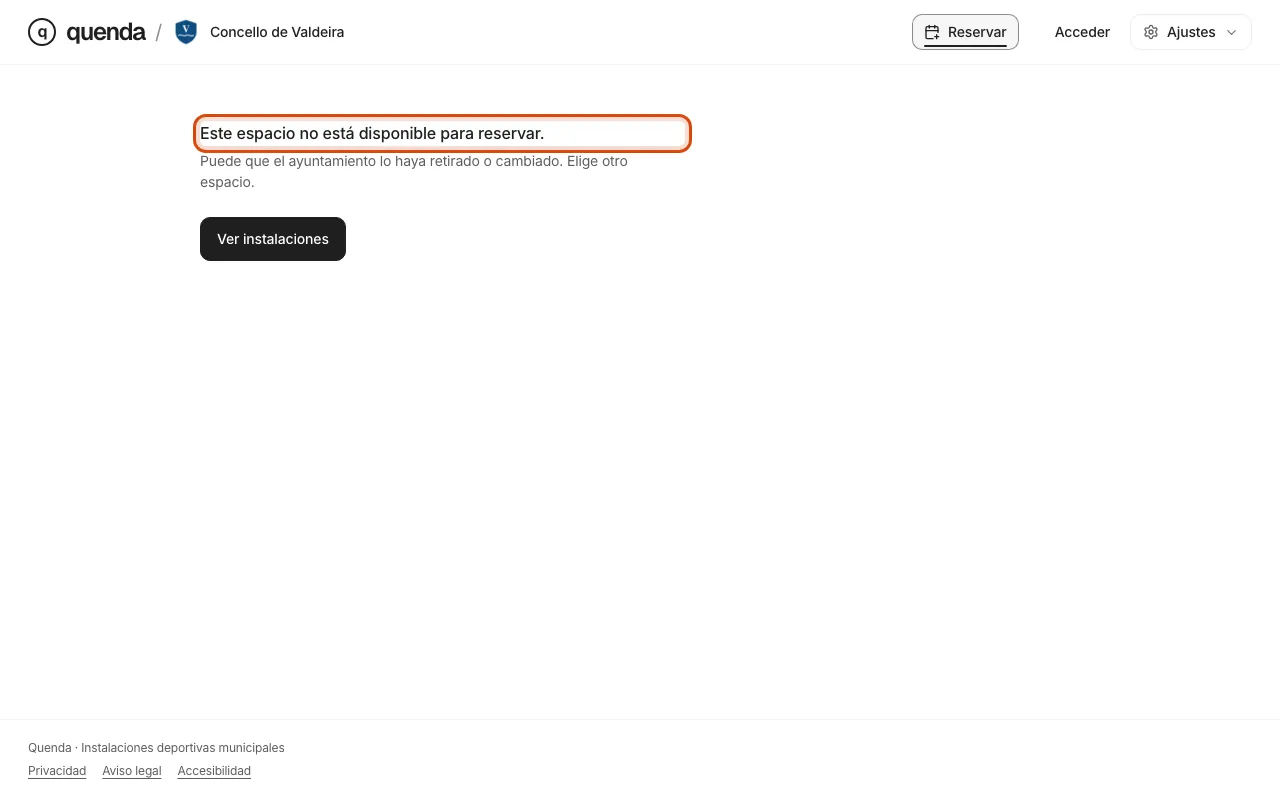 q quenda / V Concello de Valdeira
Reservar
Acceder
Ajustes
Este espacio no está disponible para reservar.
Puede que el ayuntamiento lo haya retirado o cambiado. Elige otro
espacio.
Ver instalaciones
Quenda · Instalaciones deportivas municipales
Privacidad Aviso legal Accesibilidad